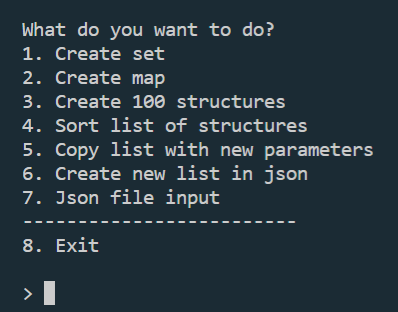 What do you want to do?
1. Create set
2. Create map
3. Create 100 structures
4. Sort list of structures
5. Copy list with new parameters
6. Create new list in json
7. Json file input
-------------------------
8. Exit
>